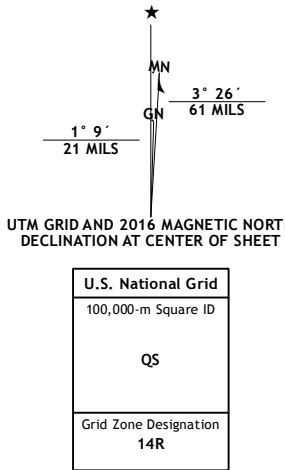 MN
3° 26´
61 MILS
GN
1° 9´
21 MILS
UTM GRID AND 2016 MAGNETIC NORT
DECLINATION AT CENTER OF SHEET
U.S. National Grid
100,000-m Square ID
QS
Grid Zone Designation
14R